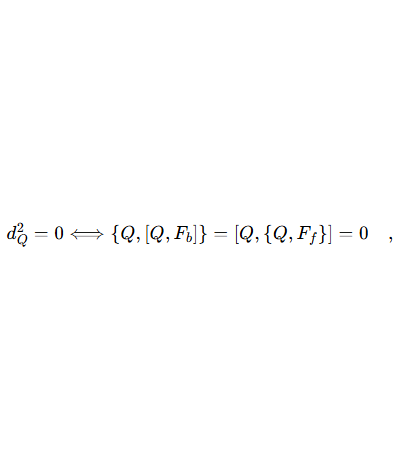 $d_Q^2 = 0 \Longleftrightarrow \{Q, [Q, F_b]\} = [Q, \{Q, F_f\}] = 0 \quad ,$